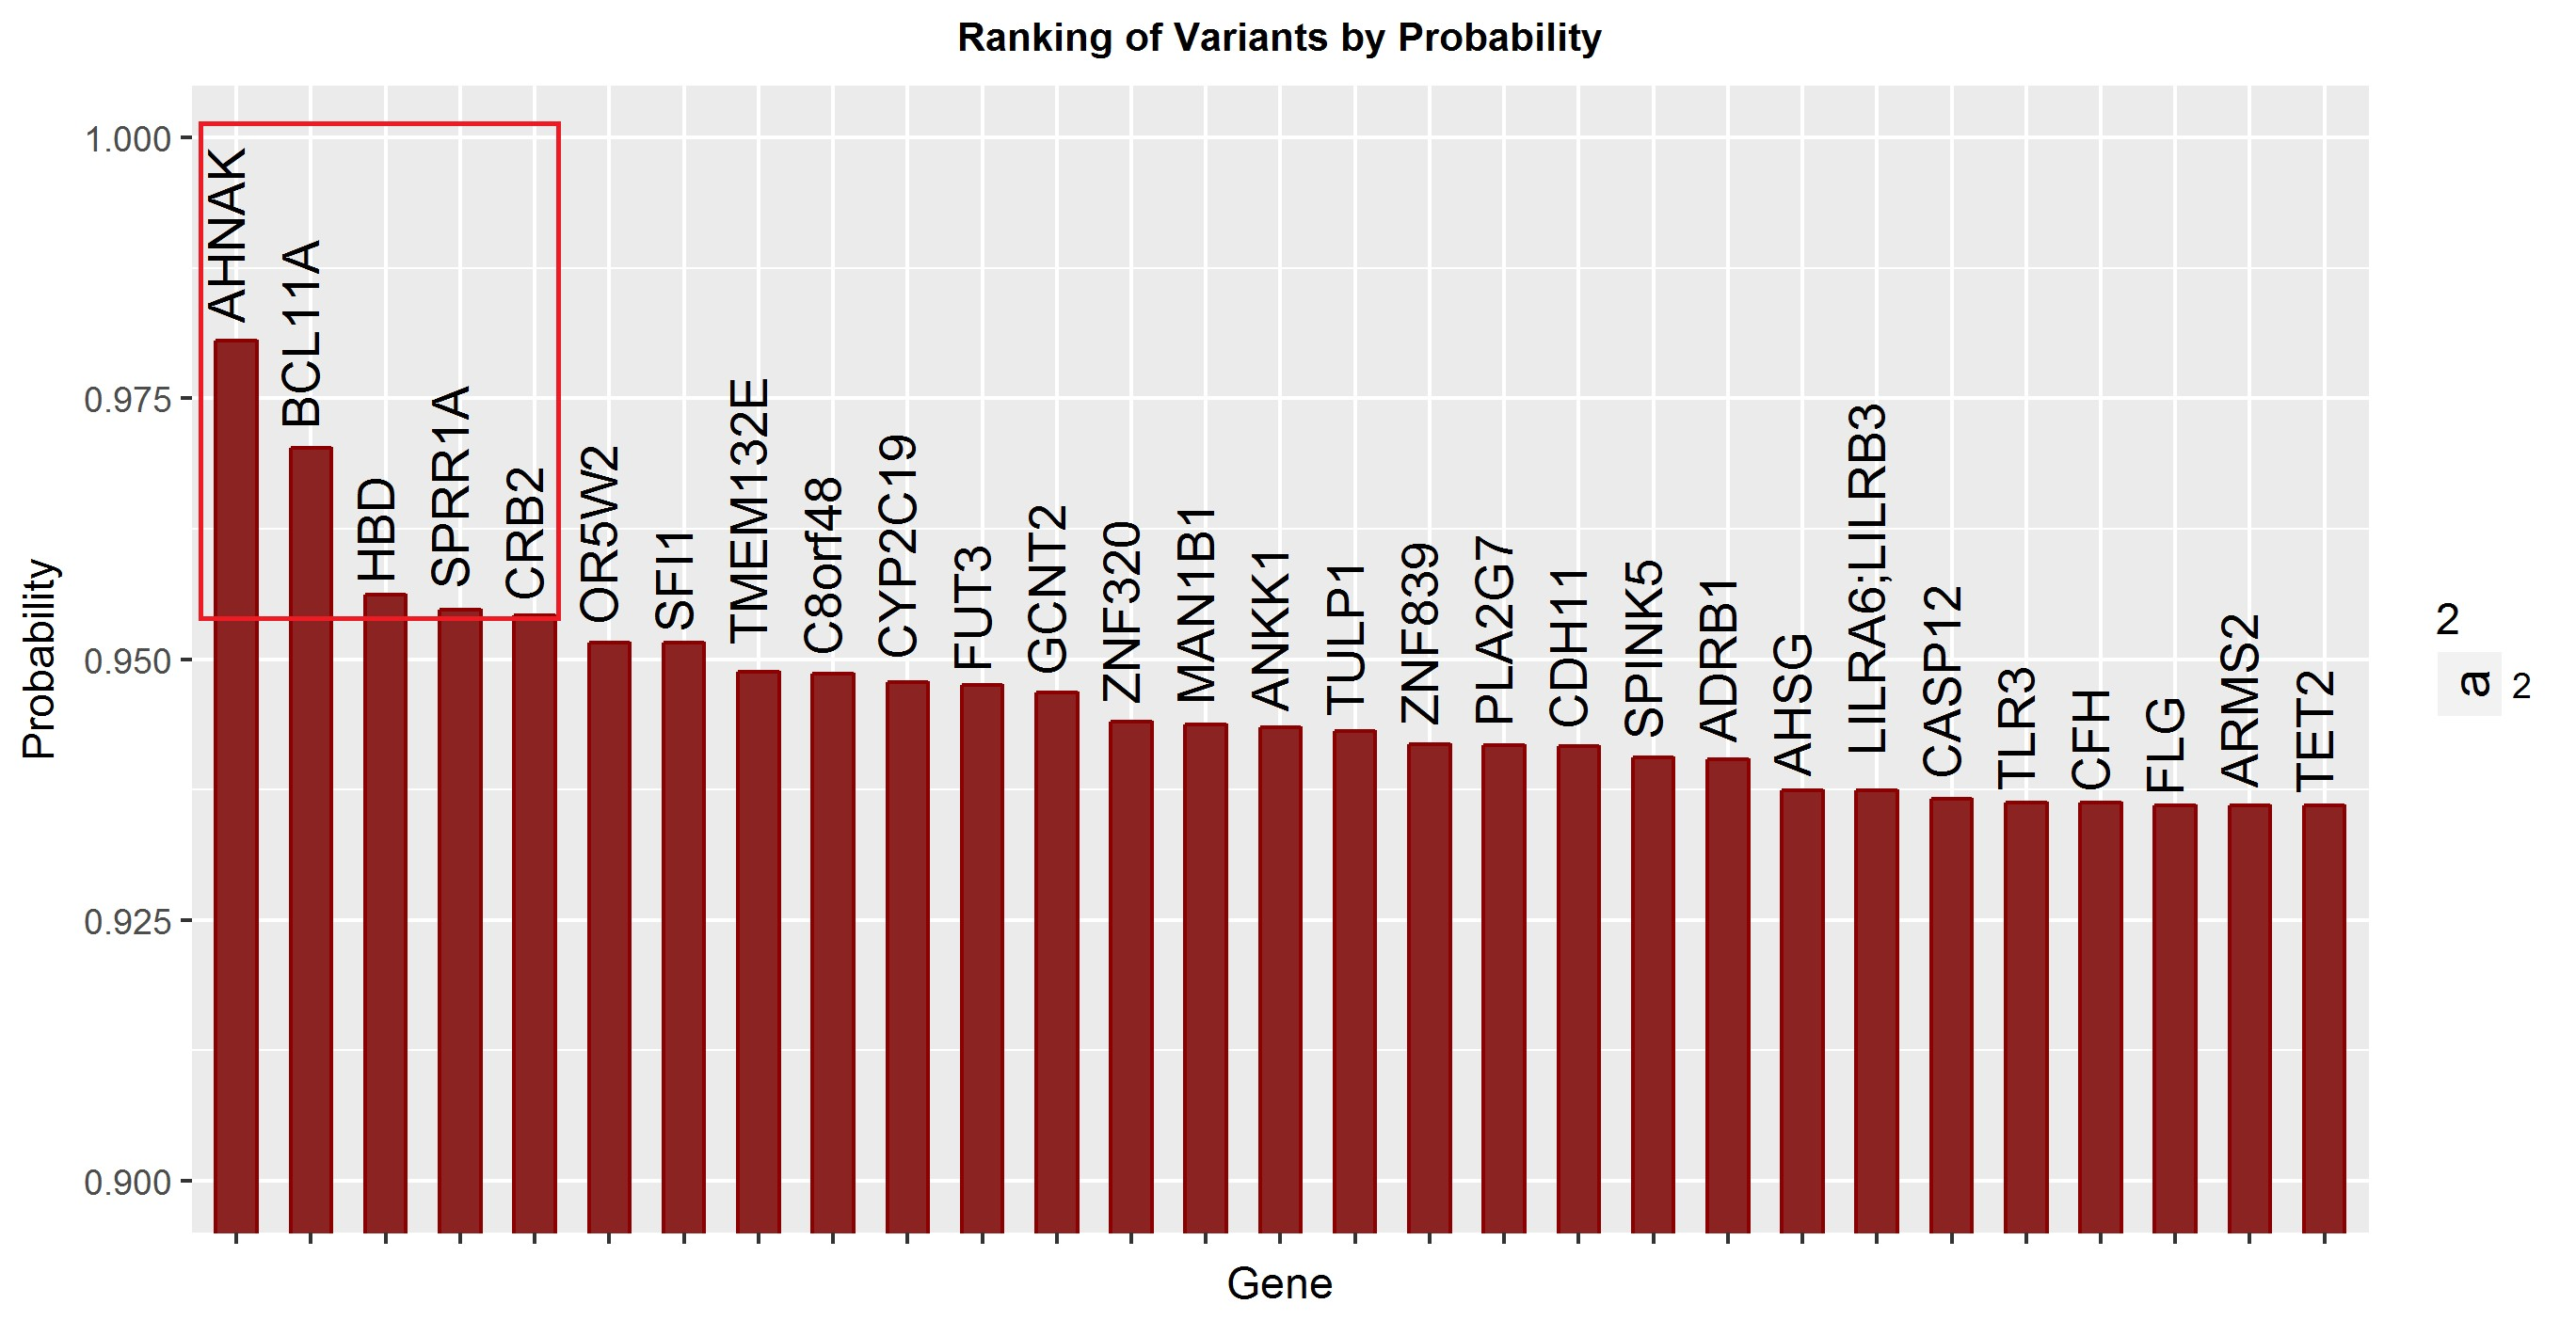 Ranking of Variants by Probability
Probability
1.000
0.975
0.950
0.925
0.900
AHNAK
BCL11A
HBD
SPRR1A
CRB2
OR5W2
SFI1
TMEM132E
C8orf48
CYP2C19
FUT3
GCNT2
ZNF320
MAN1B1
ANKK1
TULP1
ZNF839
PLA2G7
CDH11
SPINK5
ADRB1
AHSG
LILRA6;LILRB3
CASP12
TLR3
CFH
FLG
ARMS2
TET2
Gene
2
a 2